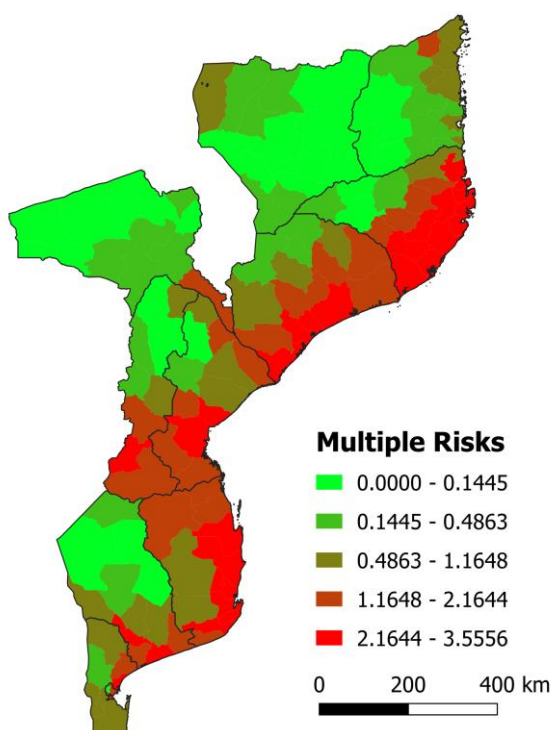 Multiple Risks
0.0000 - 0.1445
0.1445 - 0.4863
0.4863 - 1.1648
1.1648 - 2.1644
2.1644 - 3.5556
0 200 400 km